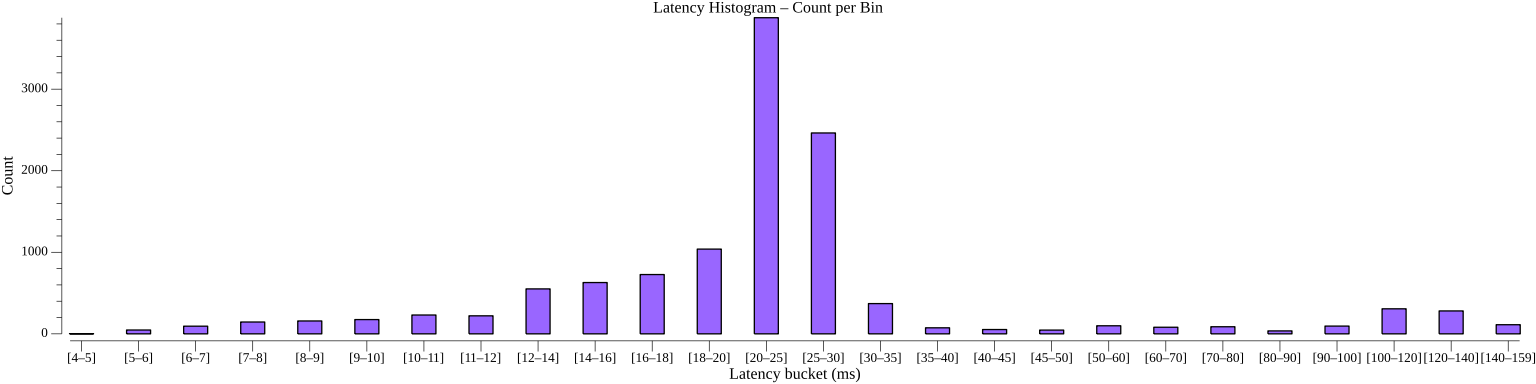 Latency Histogram – Count per Bin
Count
3000
2000
1000
0
[4–5] [5–6] [6–7] [7–8] [8–9] [9–10] [10–11] [11–12] [12–14] [14–16] [16–18] [18–20] [20–25] [25–30] [30–35] [35–40] [40–45] [45–50] [50–60] [60–70] [70–80] [80–90] [90–100] [100–120] [120–140] [140–159]
Latency bucket (ms)